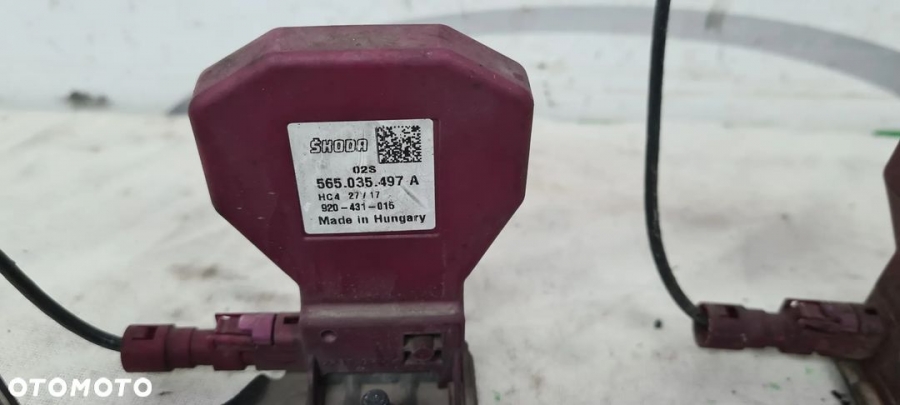 ŠKODA
02S
565.035.497 A
HC4 27/17
920-431-015
Made in Hungary
OTOMOTO